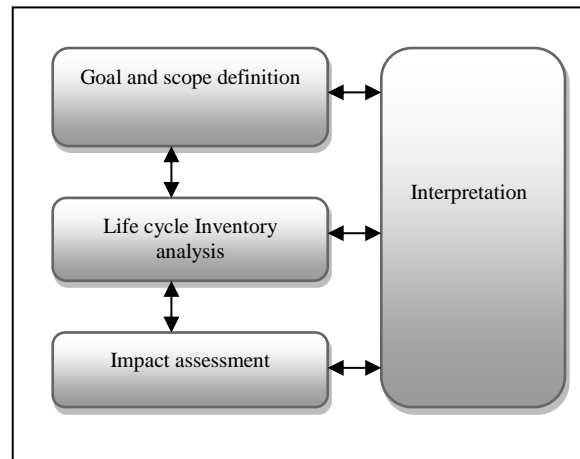 Goal and scope definition
Life cycle Inventory
analysis
Impact assessment
Interpretation